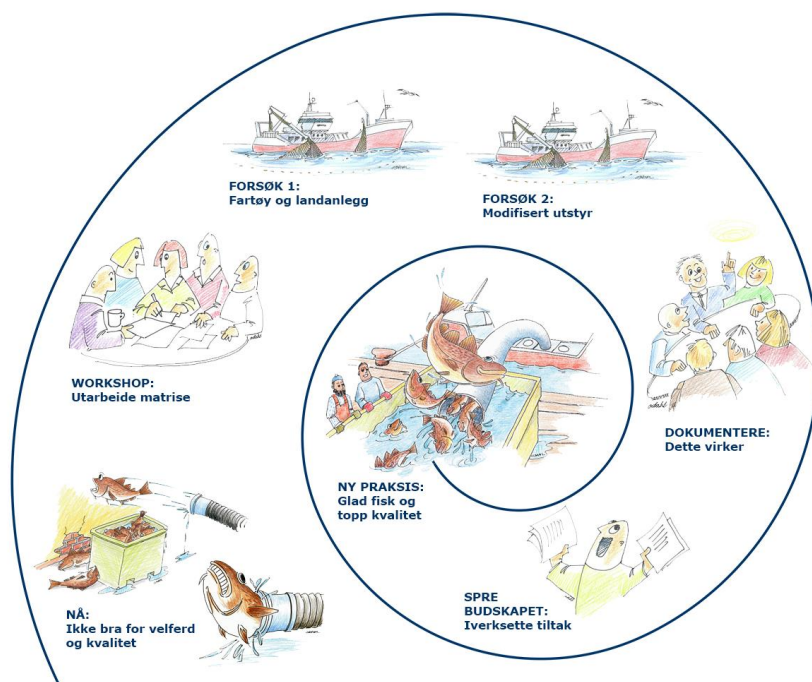 FORSØK 1:
Fartøy og landanlegg
FORSØK 2:
Modifisert utstyr
WORKSHOP:
Utarbeide matrise
DOKUMENTERE:
Dette virker
NY PRAKSIS:
Glad fisk og
topp kvalitet
NÅ:
Ikke bra for velferd
og kvalitet
SPRE
BUDSKAPET:
Iverksette tiltak